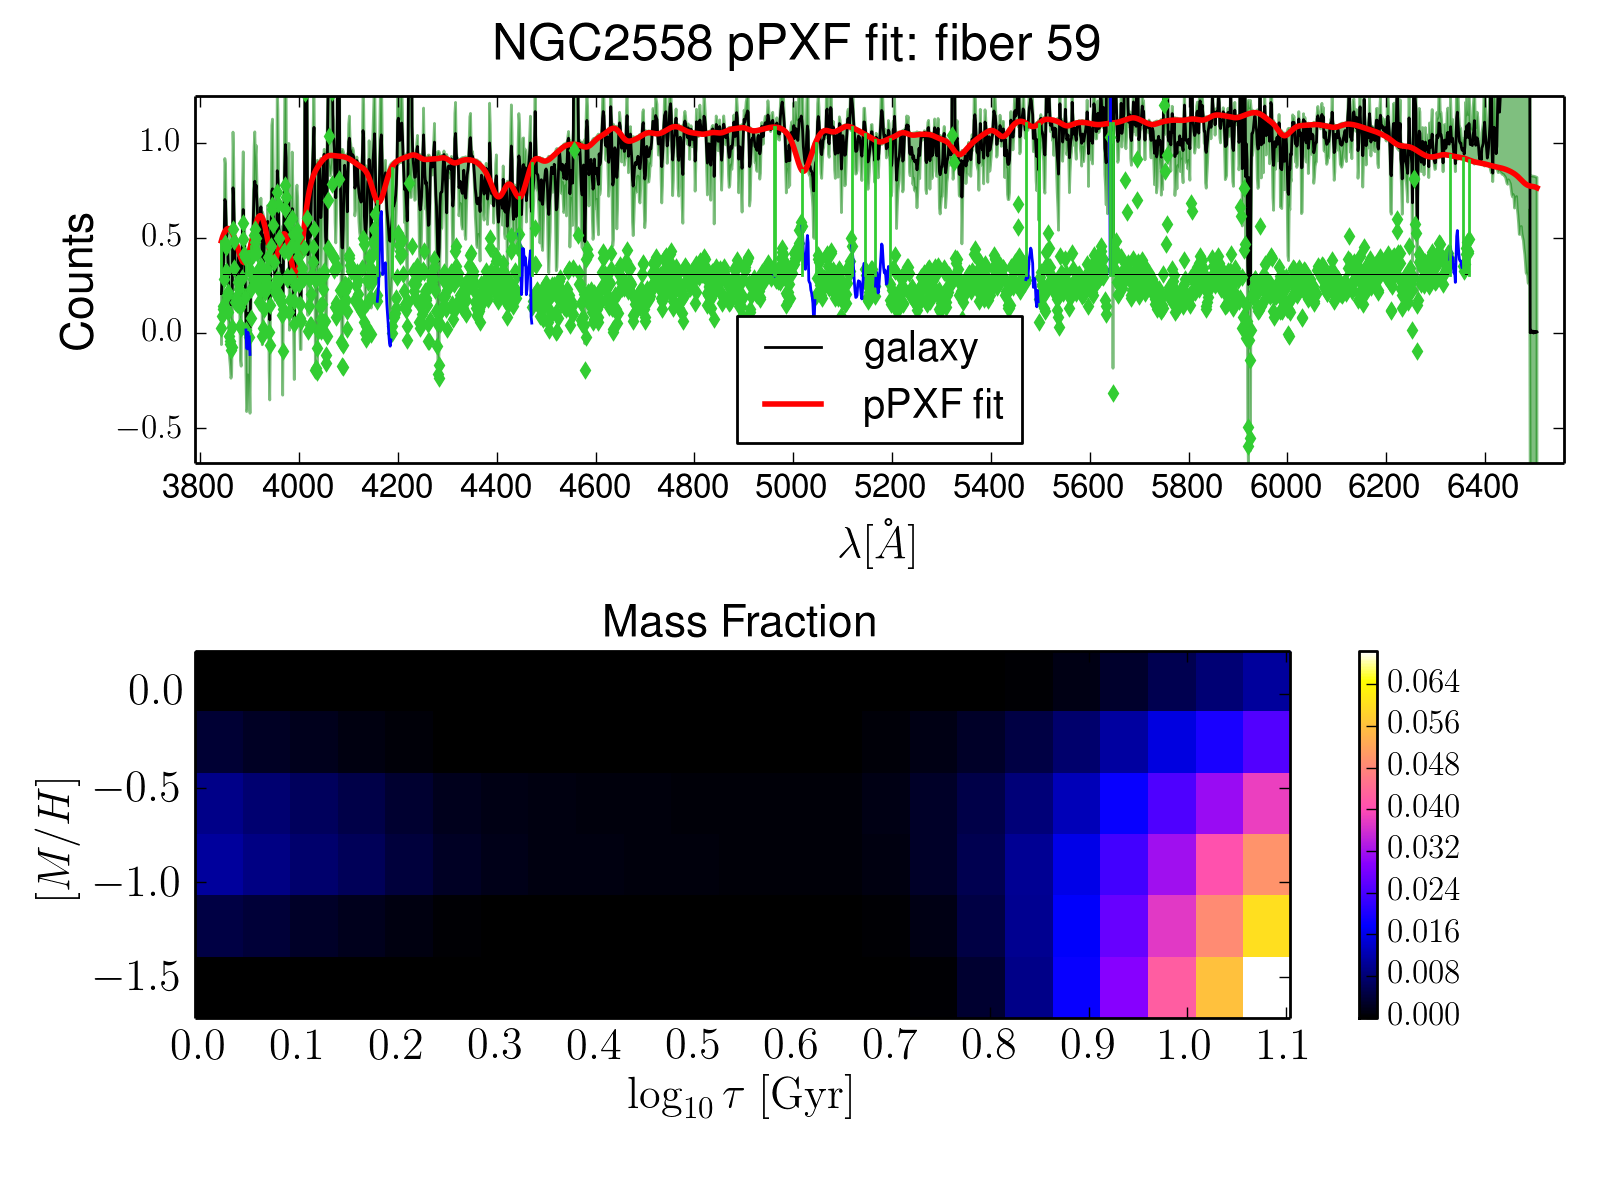 NGC2558 pPXF fit: fiber 59
Counts
1.0
0.5
0.0
−0.5
galaxy
pPXF fit
3800 4000 4200 4400 4600 4800 5000 5200 5400 5600 5800 6000 6200 6400
λ[Å]
Mass Fraction
[M/H]
0.0
−0.5
−1.0
−1.5
0.0 0.1 0.2 0.3 0.4 0.5 0.6 0.7 0.8 0.9 1.0 1.1
log₁₀ τ [Gyr]
0.064
0.056
0.048
0.040
0.032
0.024
0.016
0.008
0.000